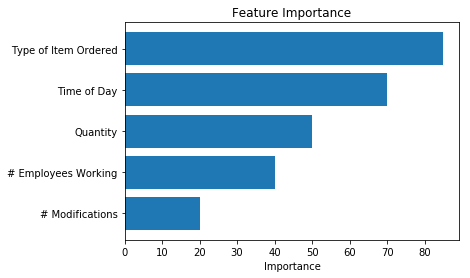 Feature Importance
Type of Item Ordered
Time of Day
Quantity
# Employees Working
# Modifications
0 10 20 30 40 50 60 70 80
Importance